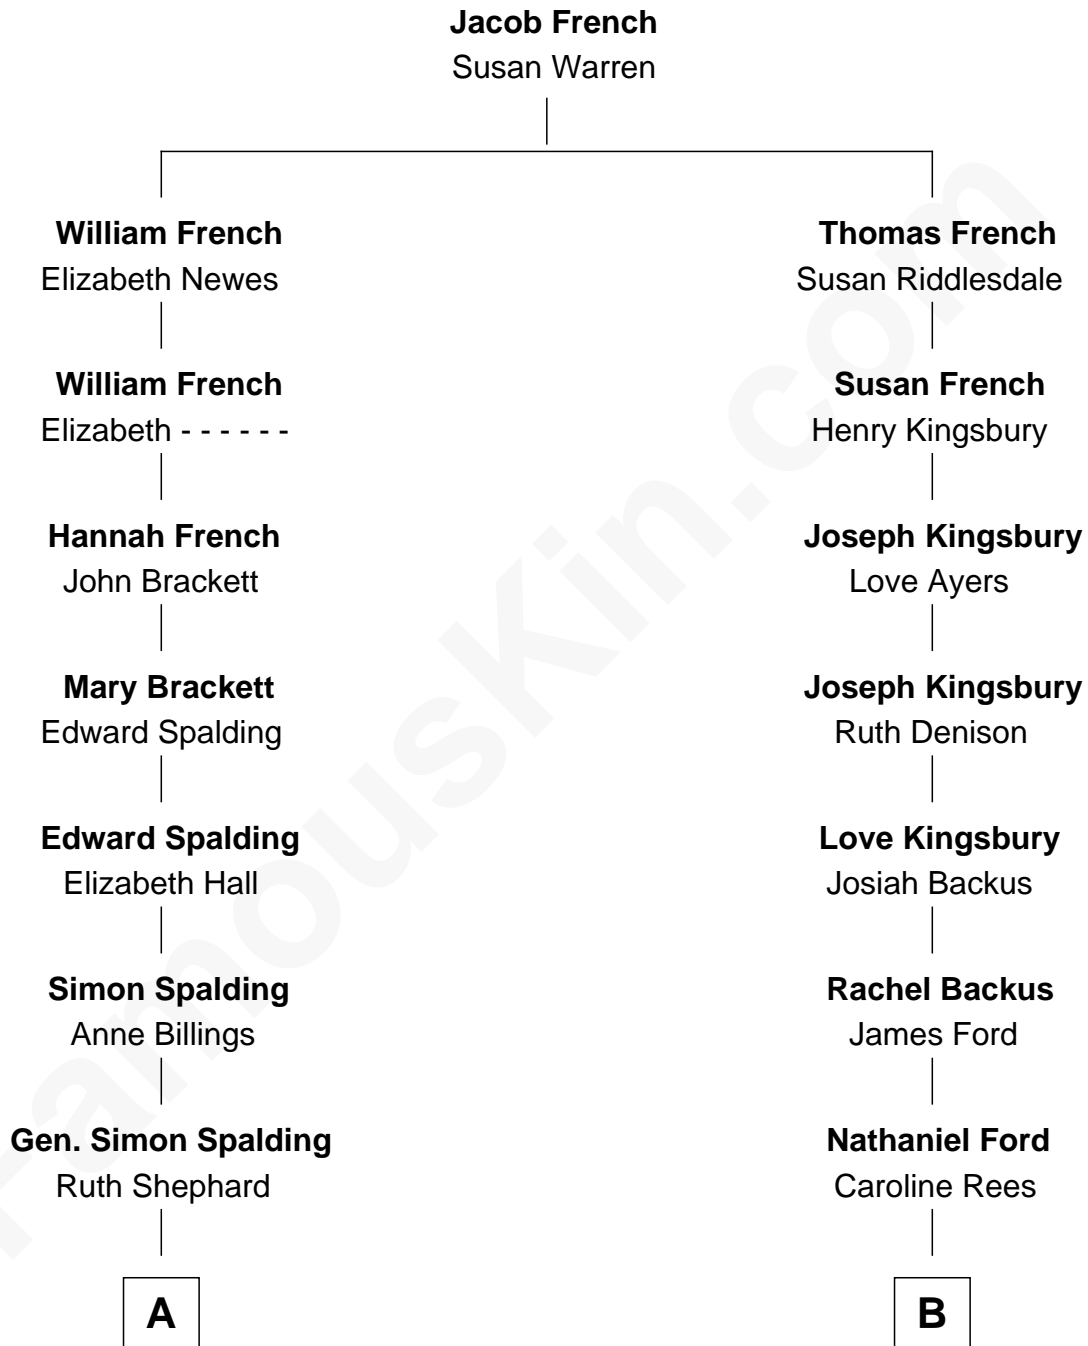 Jacob French
Susan Warren
William French
Elizabeth Newes
Thomas French
Susan Riddlesdale
William French
Elizabeth - - - - - -
Susan French
Henry Kingsbury
Hannah French
John Brackett
Joseph Kingsbury
Love Ayers
Mary Brackett
Edward Spalding
Joseph Kingsbury
Ruth Denison
Edward Spalding
Elizabeth Hall
Love Kingsbury
Josiah Backus
Simon Spalding
Anne Billings
Rachel Backus
James Ford
Gen. Simon Spalding
Ruth Shephard
Nathaniel Ford
Caroline Rees
A
B
FamousKin.com